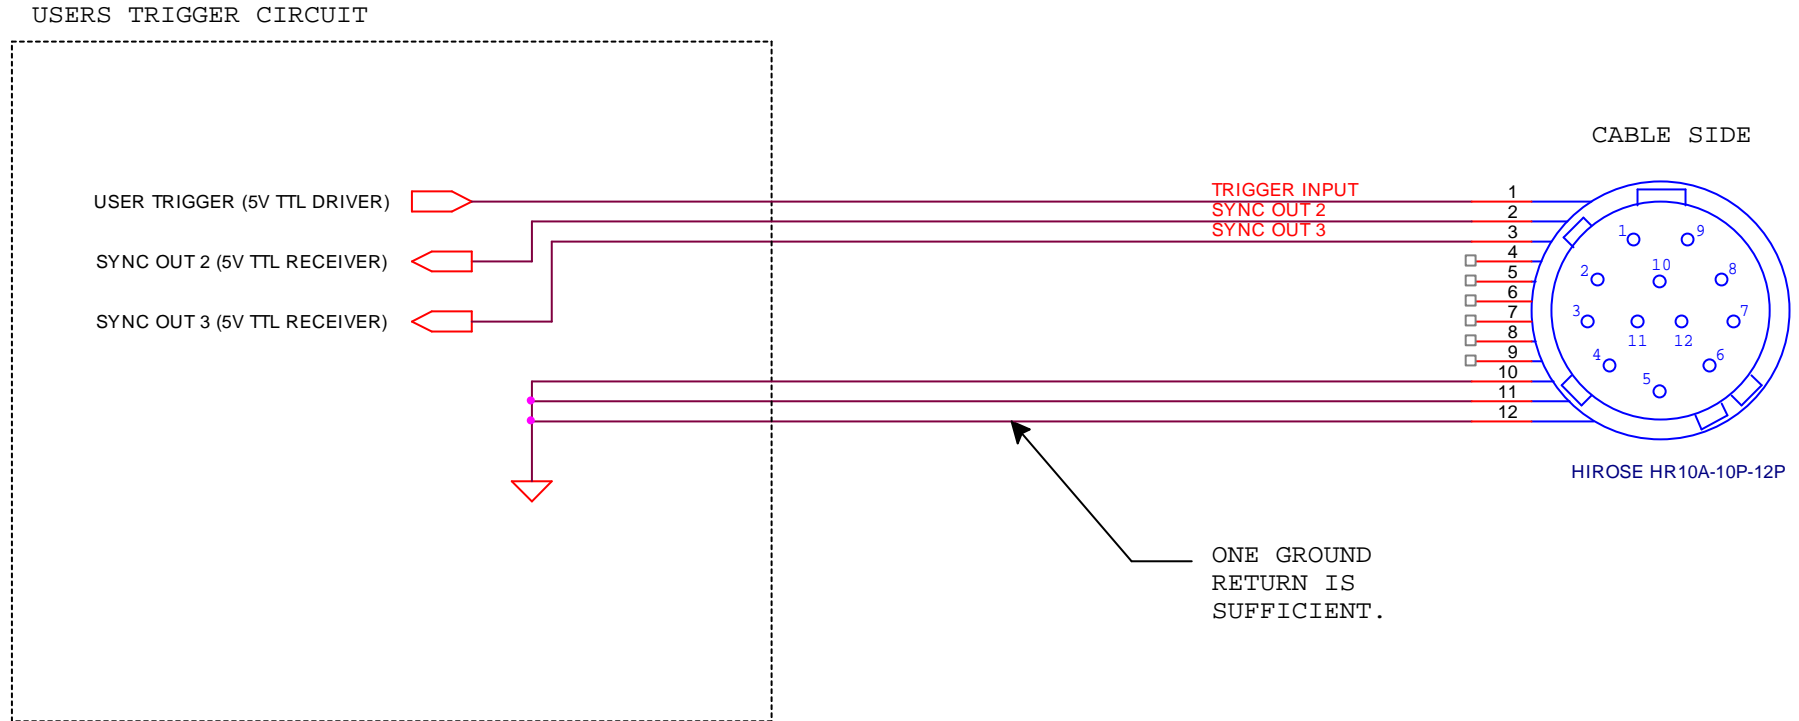 USERS TRIGGER CIRCUIT
CABLE SIDE
USER TRIGGER (5V TTL DRIVER)
SYNC OUT 2 (5V TTL RECEIVER)
SYNC OUT 3 (5V TTL RECEIVER)
TRIGGER INPUT
SYNC OUT 2
SYNC OUT 3
1
2
3
4
5
6
7
8
9
10
11
12
1 9
2 10 8
3 11 12 7
4 6
5
HIROSE HR10A-10P-12P
ONE GROUND
RETURN IS
SUFFICIENT.